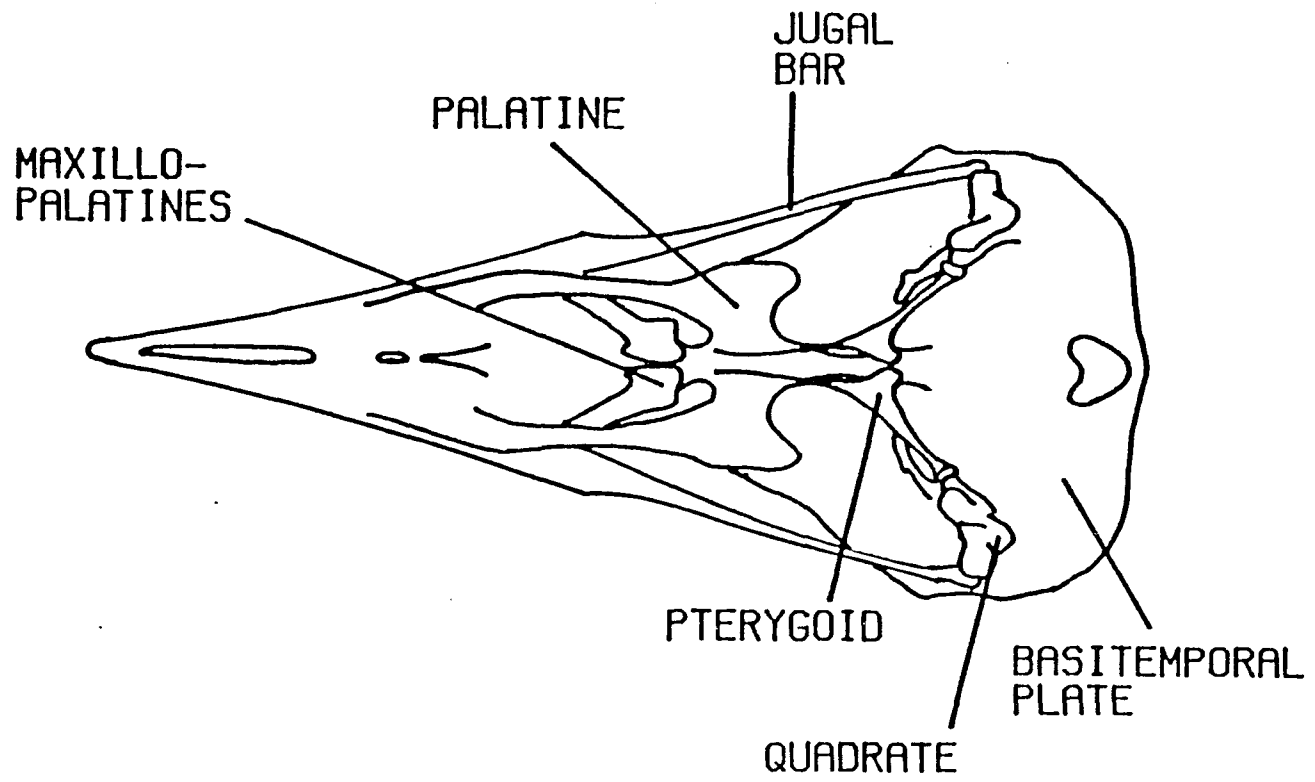 JUGAL
BAR
PALATINE
MAXILLO-
PALATINES
PTERYGOID
BASITEMPORAL
PLATE
QUADRATE